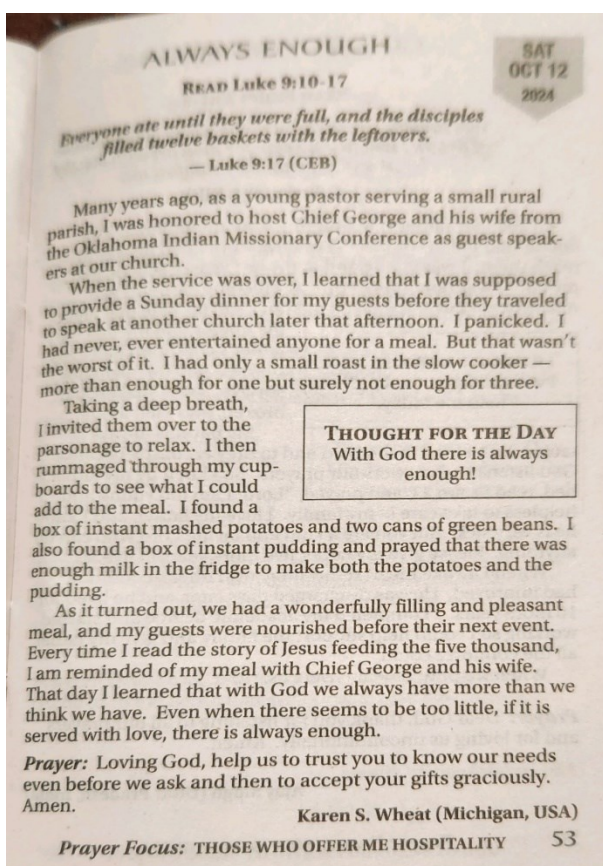 ALWAYS ENOUGH
SAT
OCT 12
2024
READ Luke 9:10-17
Everyone ate until they were full, and the disciples
filled twelve baskets with the leftovers.
— Luke 9:17 (CEB)
Many years ago, as a young pastor serving a small rural
parish, I was honored to host Chief George and his wife from
the Oklahoma Indian Missionary Conference as guest speak-
ers at our church.
When the service was over, I learned that I was supposed
to provide a Sunday dinner for my guests before they traveled
to speak at another church later that afternoon. I panicked. I
had never, ever entertained anyone for a meal. But that wasn't
the worst of it. I had only a small roast in the slow cooker —
more than enough for one but surely not enough for three.
Taking a deep breath,
I invited them over to the
parsonage to relax. I then
rummaged through my cup-
boards to see what I could
add to the meal. I found a
THOUGHT FOR THE DAY
With God there is always
enough!
box of instant mashed potatoes and two cans of green beans. I
also found a box of instant pudding and prayed that there was
enough milk in the fridge to make both the potatoes and the
pudding.
As it turned out, we had a wonderfully filling and pleasant
meal, and my guests were nourished before their next event.
Every time I read the story of Jesus feeding the five thousand,
I am reminded of my meal with Chief George and his wife.
That day I learned that with God we always have more than we
think we have. Even when there seems to be too little, if it is
served with love, there is always enough.
Prayer: Loving God, help us to trust you to know our needs
even before we ask and then to accept your gifts graciously.
Amen.
Karen S. Wheat (Michigan, USA)
Prayer Focus: THOSE WHO OFFER ME HOSPITALITY
53